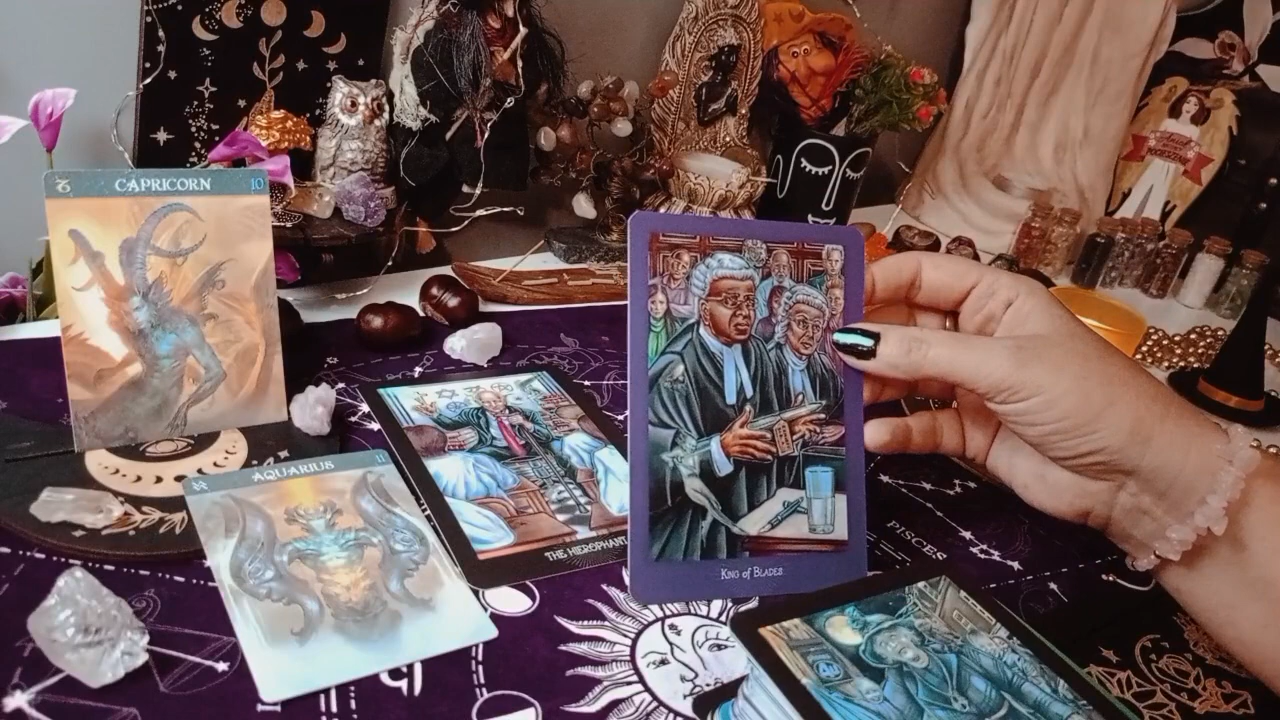 CAPRICORN 10
AQUARIUS 11
THE HIEROPHANT
KING of BLADES
PISCES